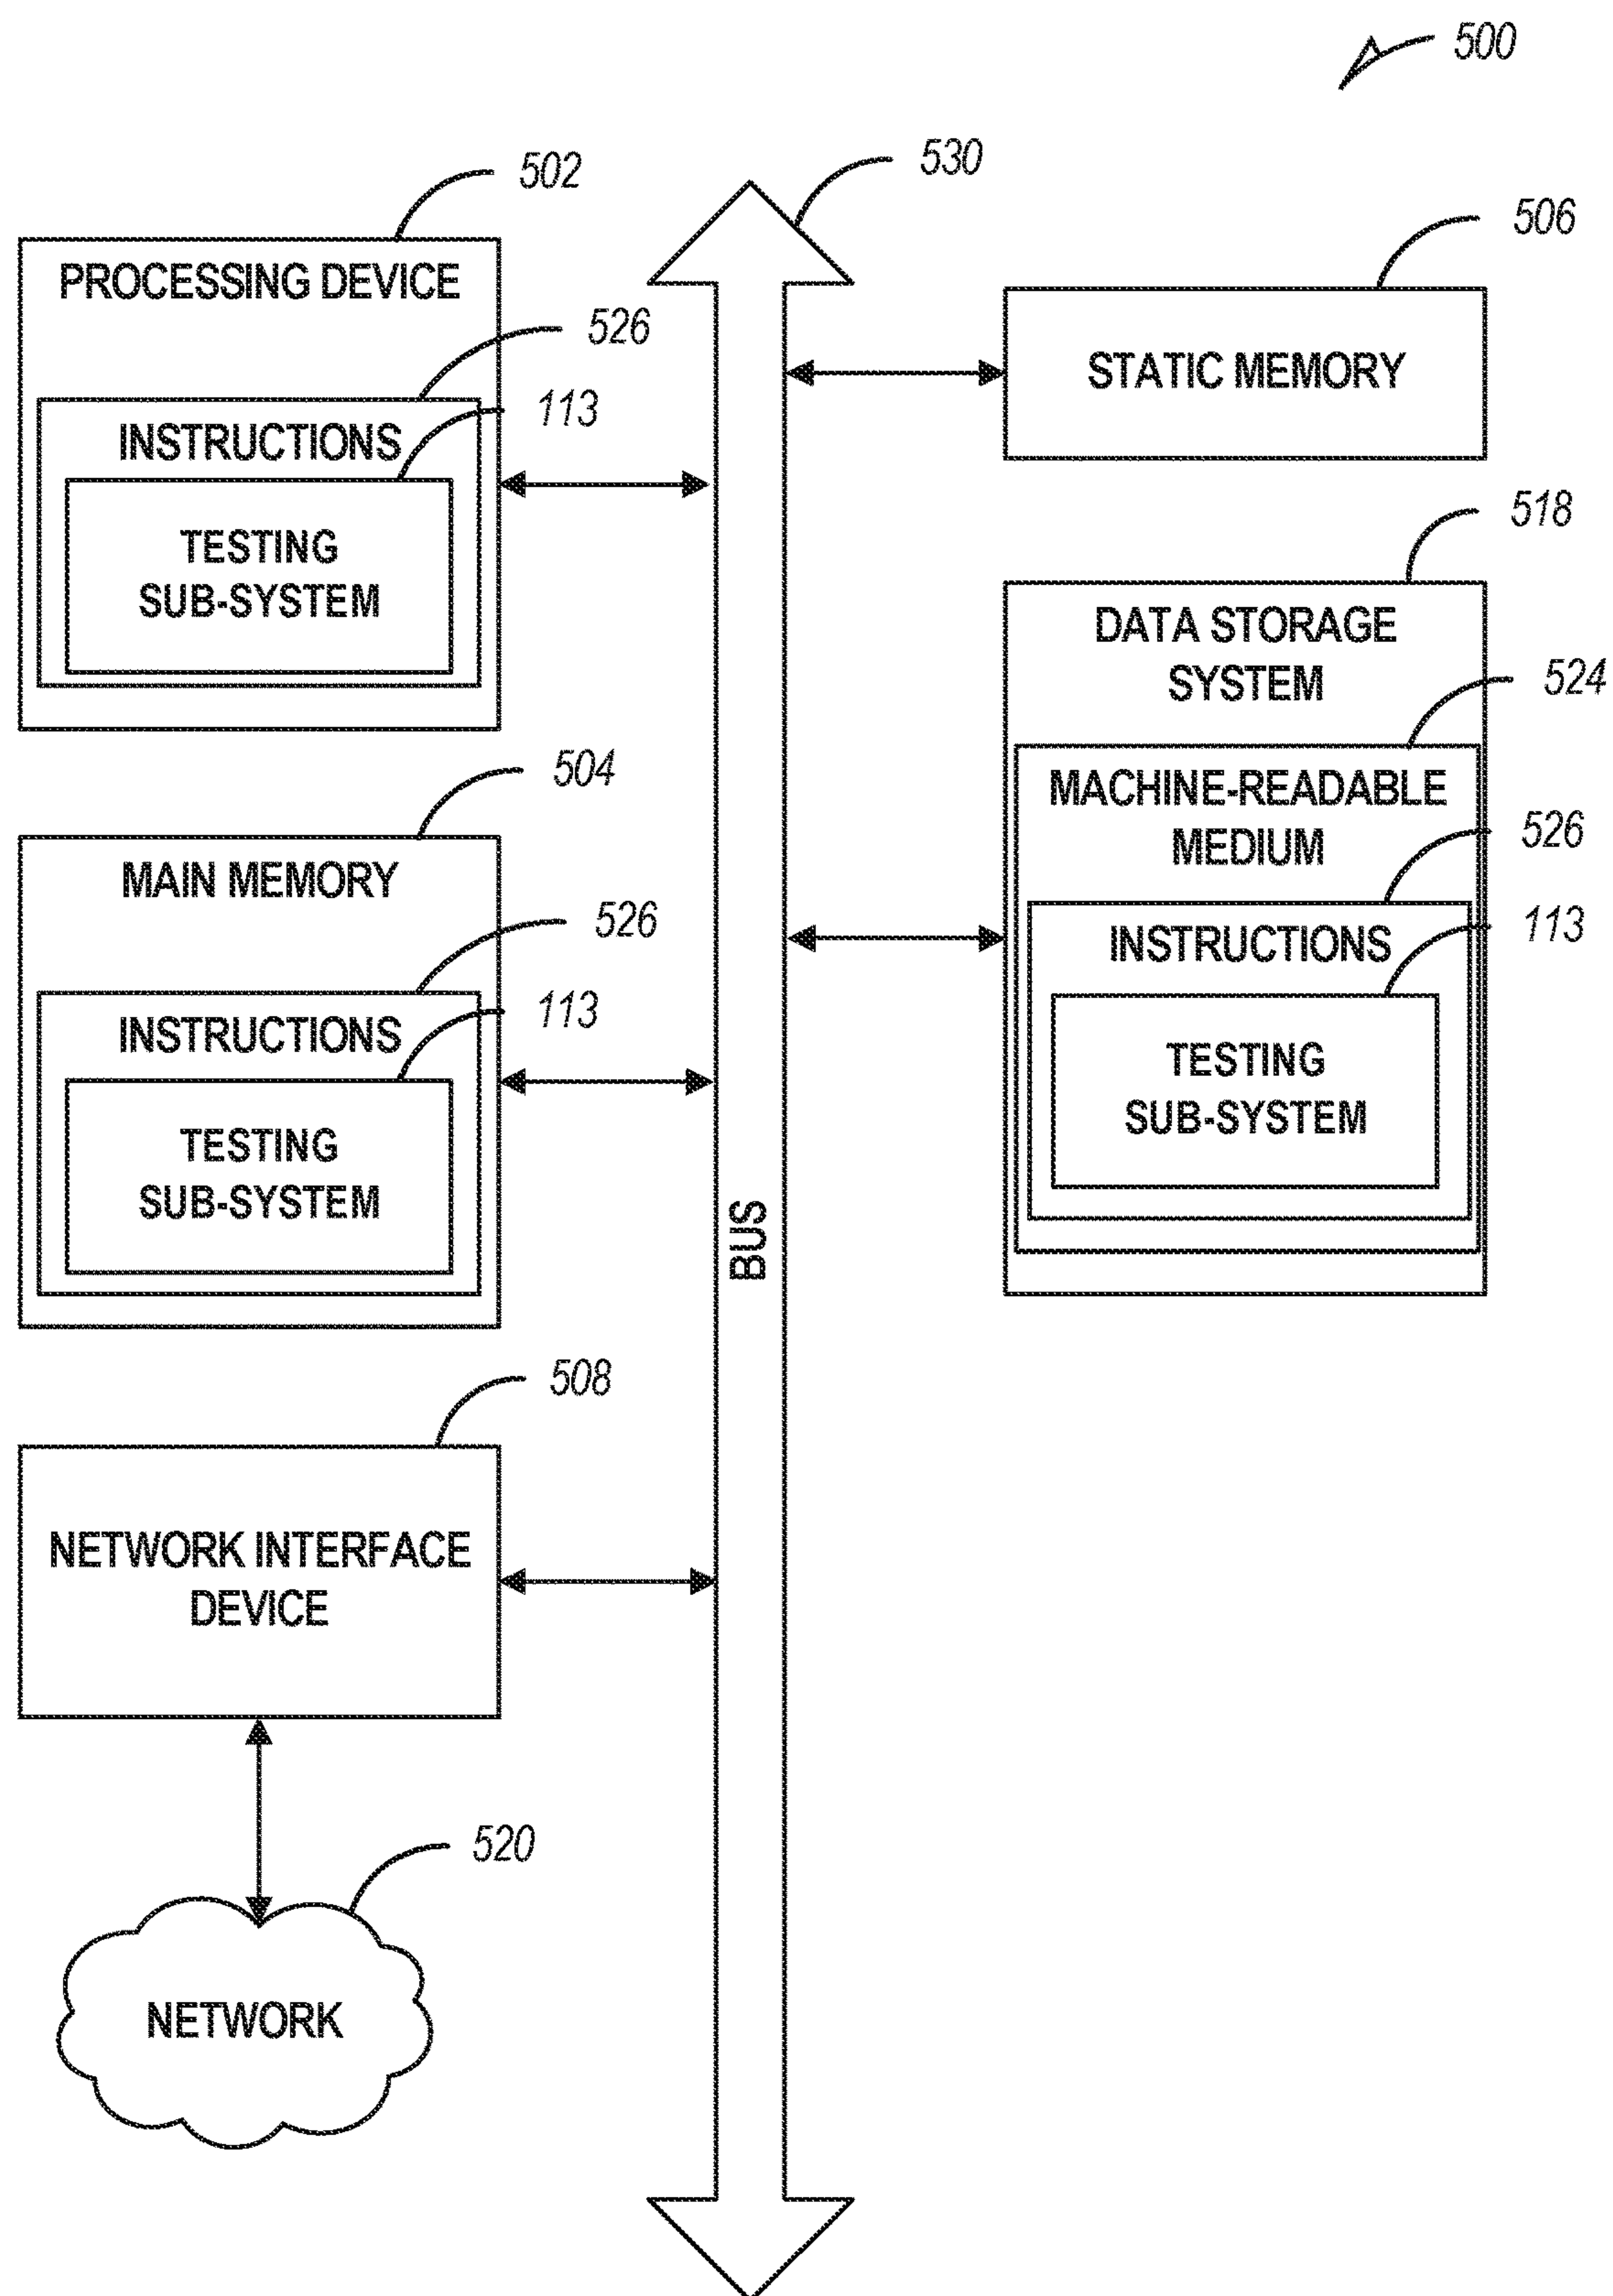 500
530
502
506
PROCESSING DEVICE
526
STATIC MEMORY
113
INSTRUCTIONS
TESTING
SUB-SYSTEM
518
DATA STORAGE
SYSTEM
524
504
MACHINE-READABLE
MEDIUM
526
MAIN MEMORY
526
113
INSTRUCTIONS
113
INSTRUCTIONS
TESTING
SUB-SYSTEM
TESTING
SUB-SYSTEM
BUS
508
NETWORK INTERFACE
DEVICE
520
NETWORK